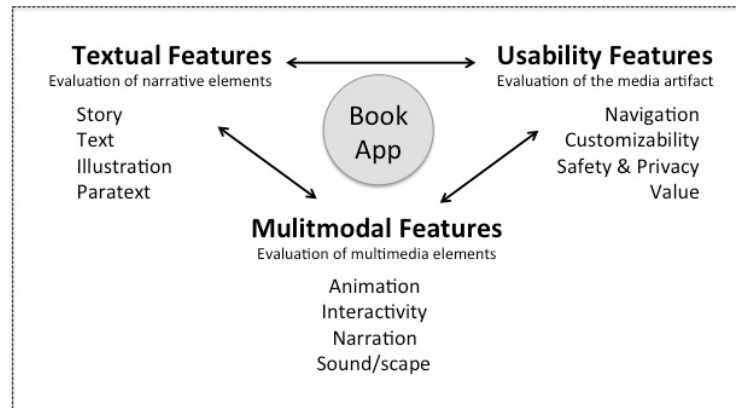 Textual Features
Evaluation of narrative elements
Story
Text
Illustration
Paratext
Book
App
Usability Features
Evaluation of the media artifact
Navigation
Customizability
Safety & Privacy
Value
Mulitmodal Features
Evaluation of multimedia elements
Animation
Interactivity
Narration
Sound/scape